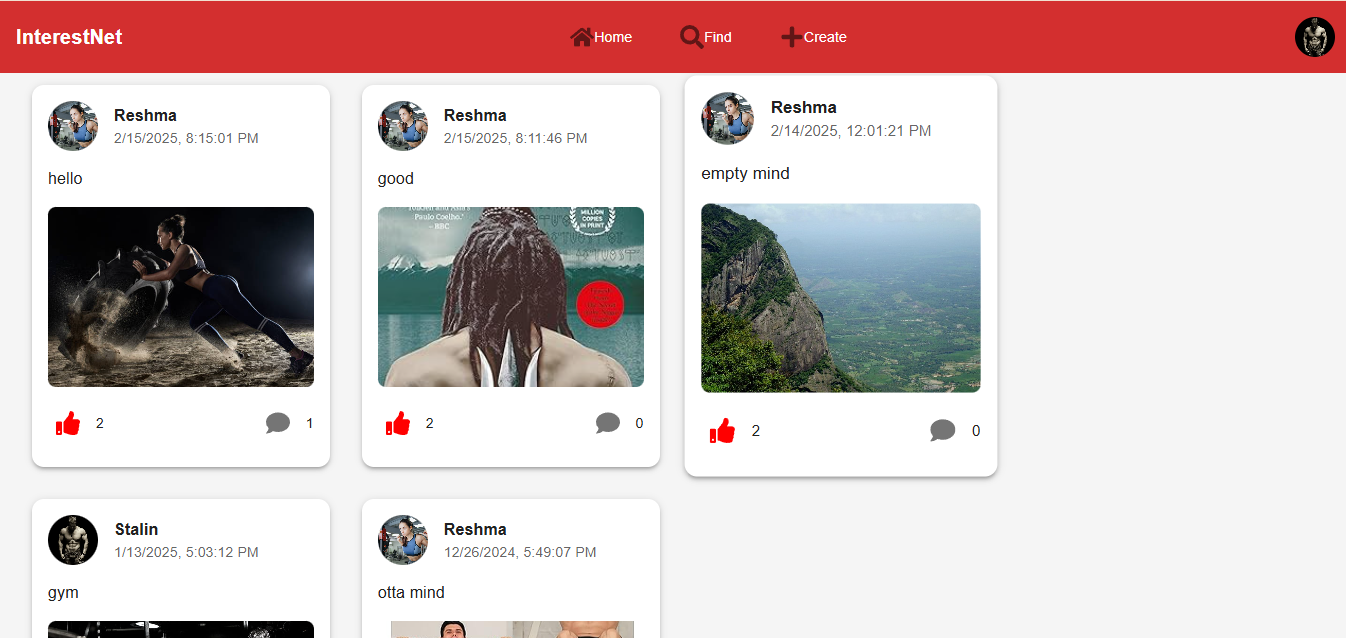 InterestNet
Home
Find
Create
Reshma
2/15/2025, 8:15:01 PM
hello
2
1
Reshma
2/15/2025, 8:11:46 PM
good
Paulo Coelho.'
– BBC
MILLION
COPIES
IN PRINT
2
0
Reshma
2/14/2025, 12:01:21 PM
empty mind
2
0
Stalin
1/13/2025, 5:03:12 PM
gym
Reshma
12/26/2024, 5:49:07 PM
otta mind